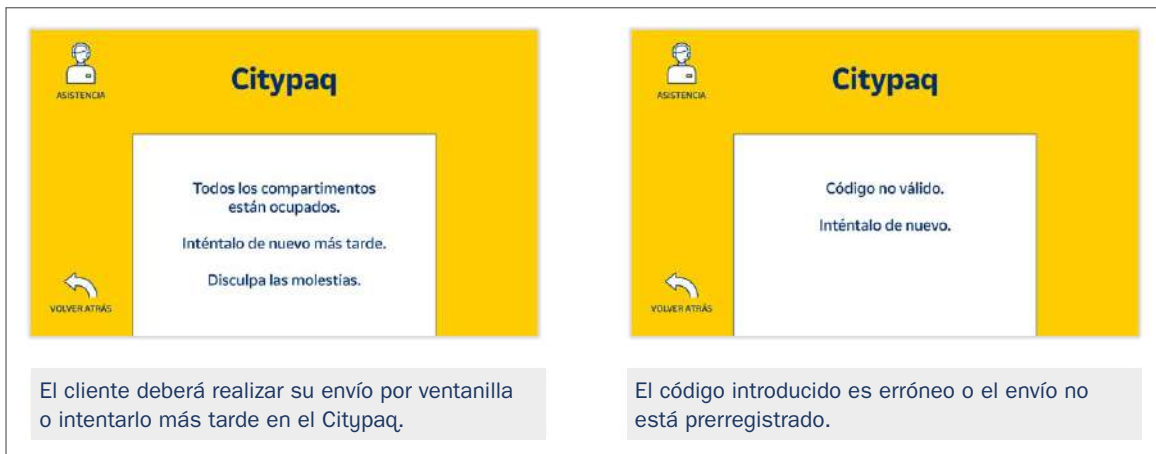 ASISTENCIA
Citypaq
Todos los compartimentos
están ocupados.
Inténtalo de nuevo más tarde.
Disculpa las molestias.
VOLVER ATRÁS
El cliente deberá realizar su envío por ventanilla
o intentarlo más tarde en el Citypaq.
ASISTENCIA
Citypaq
Código no válido.
Inténtalo de nuevo.
VOLVER ATRÁS
El código introducido es erróneo o el envío no
está prerregistrado.